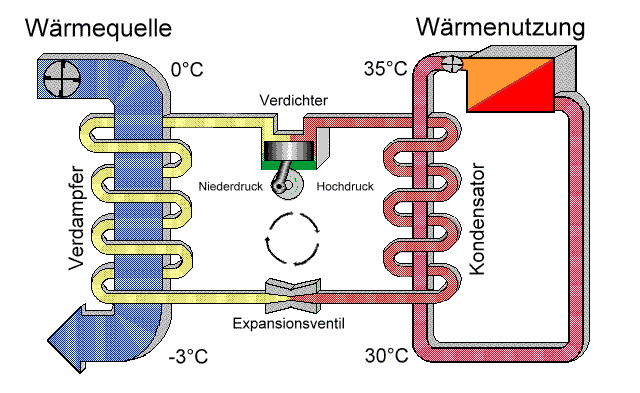 Wärmequelle
Wärmenutzung
0°C
35°C
Verdichter
Niederdruck
Hochdruck
Verdampfer
Kondensator
Expansionsventil
-3°C
30°C